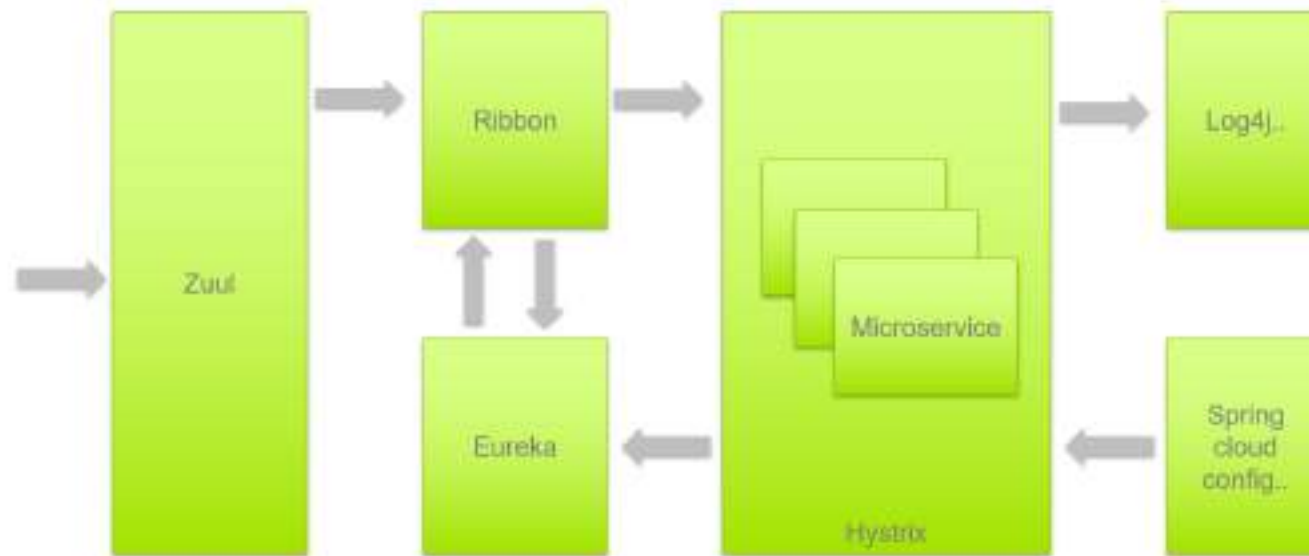 Zuul
Ribbon
Eureka
Microservice
Hystrix
Log4j..
Spring
cloud
config..